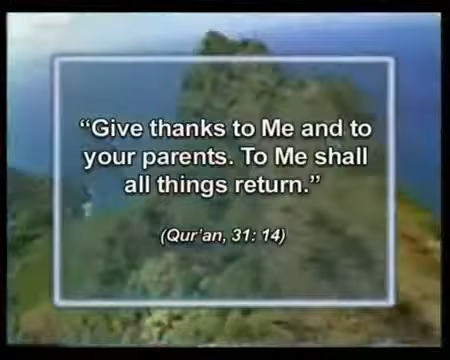 “Give thanks to Me and to
your parents. To Me shall
all things return.”
(Qur’an, 31: 14)